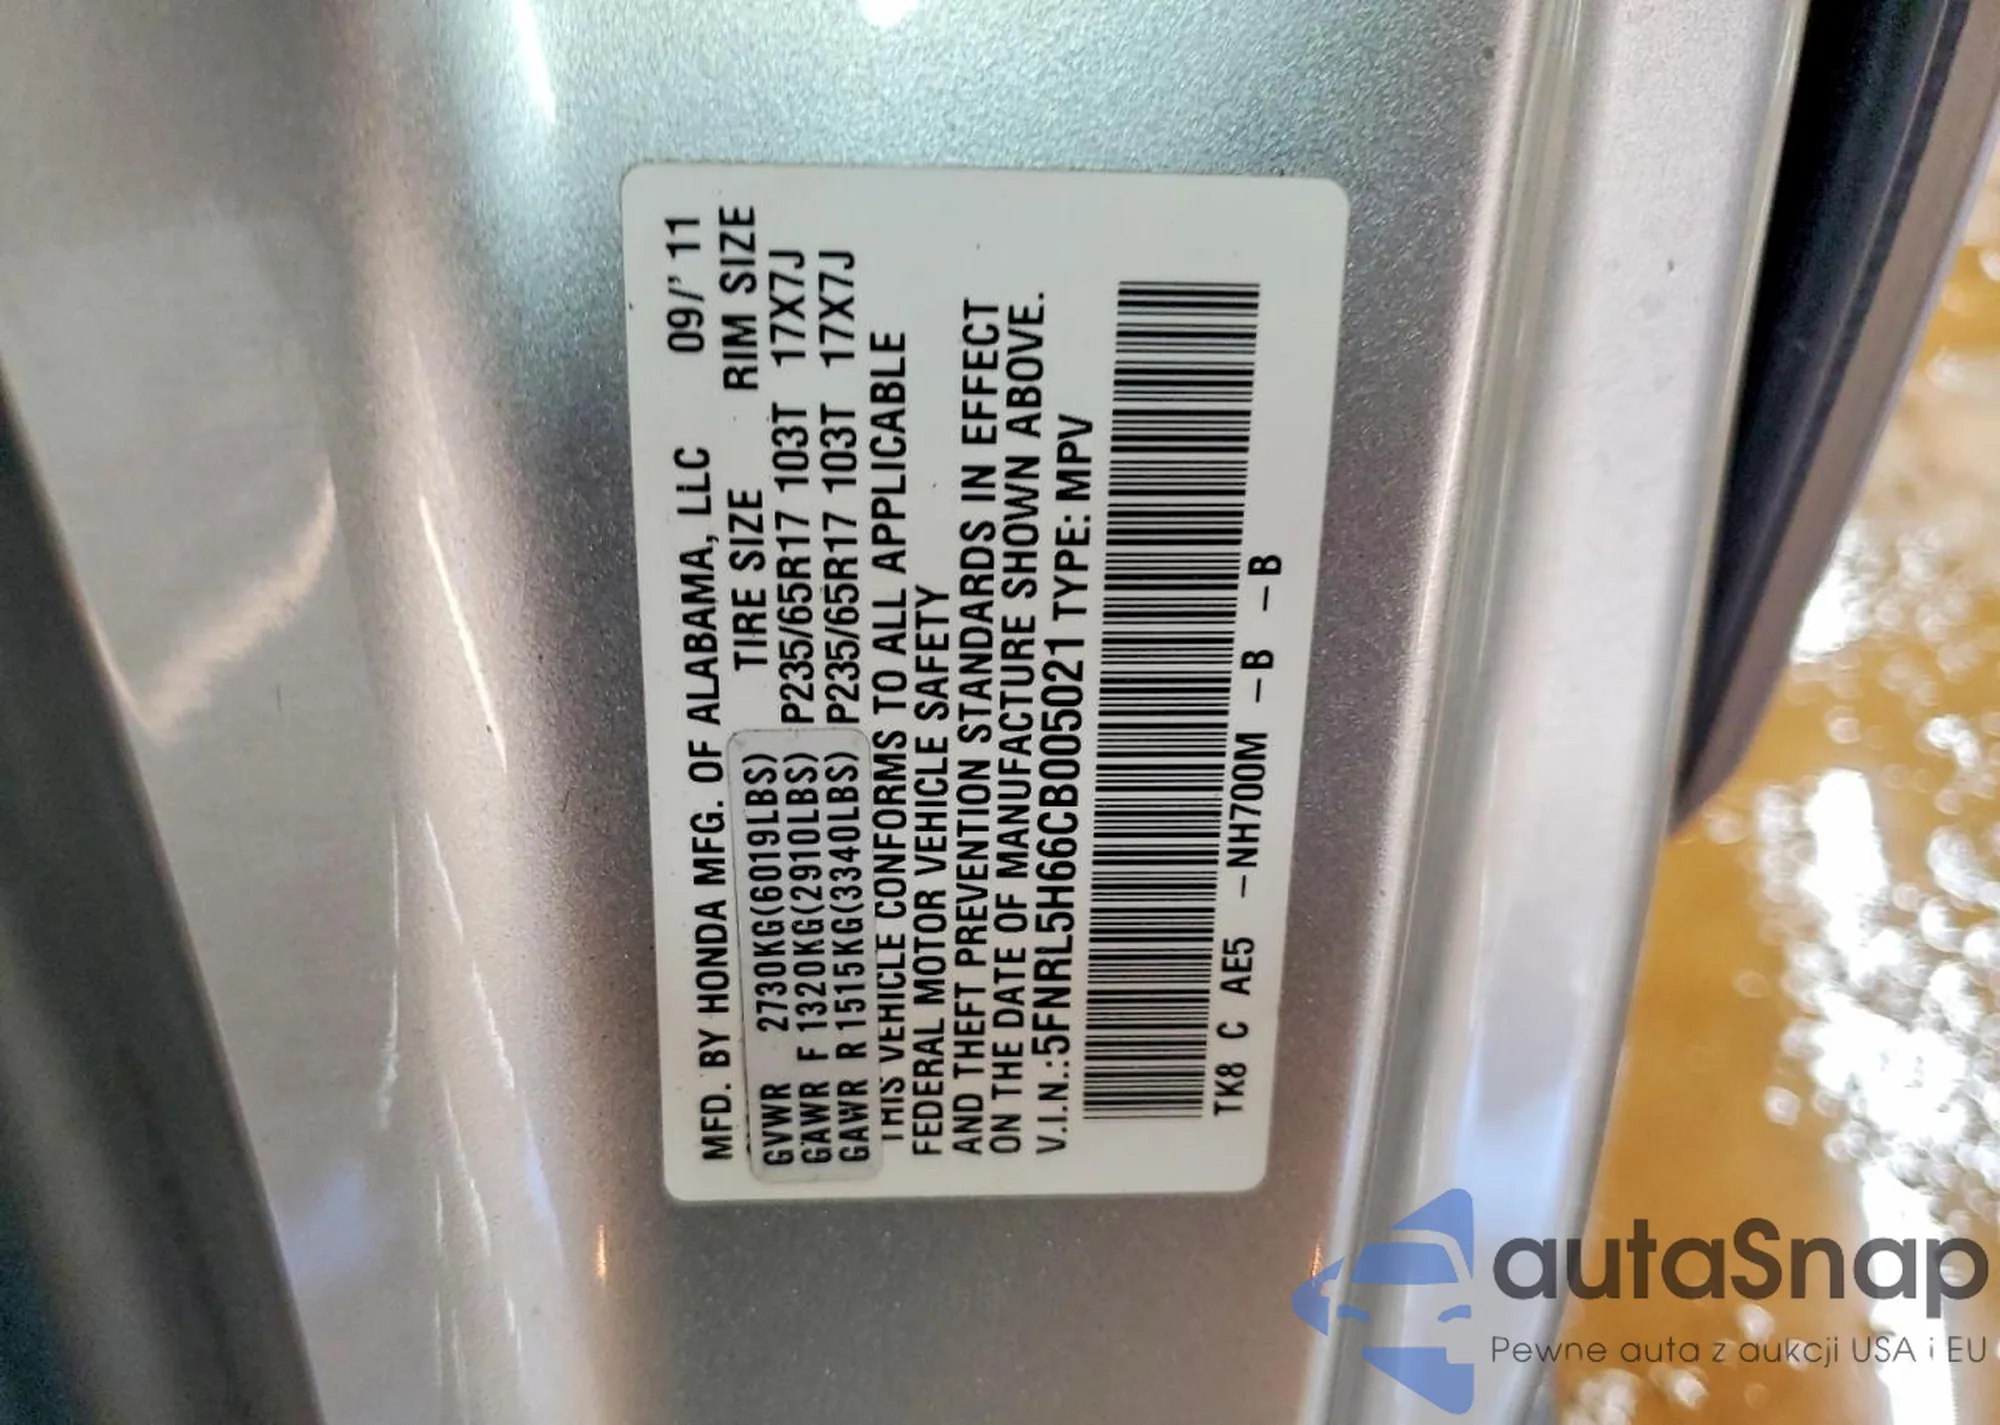 MFD. BY HONDA MFG. OF ALABAMA, LLC 09/' 11
TIRE SIZE RIM SIZE
GVWR 2730KG(6019LBS)
GAWR F 1320KG(2910LBS) P235/65R17 103T 17X7J
GAWR R 1515KG(3340LBS) P235/65R17 103T 17X7J
THIS VEHICLE CONFORMS TO ALL APPLICABLE
FEDERAL MOTOR VEHICLE SAFETY
AND THEFT PREVENTION STANDARDS IN EFFECT
ON THE DATE OF MANUFACTURE SHOWN ABOVE.
V.I.N.:5FNRL5H66CB005021 TYPE: MPV
TK8 C AE5 -NH700M -B -B
autaSnap
Pewne auta z aukcji USA i EU